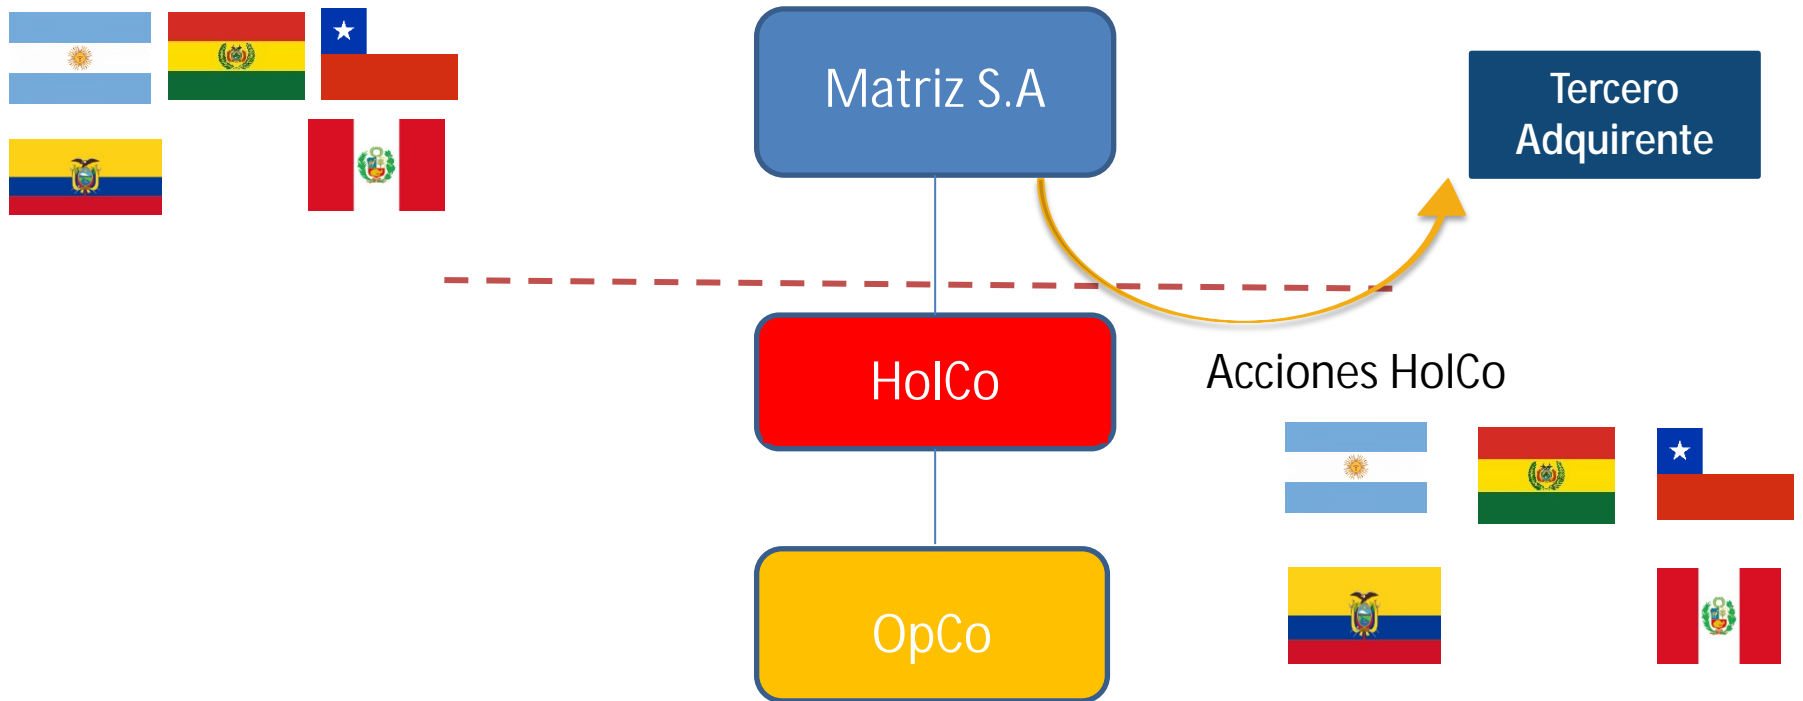 Matriz S.A
Tercero
Adquirente
HolCo
Acciones HolCo
OpCo